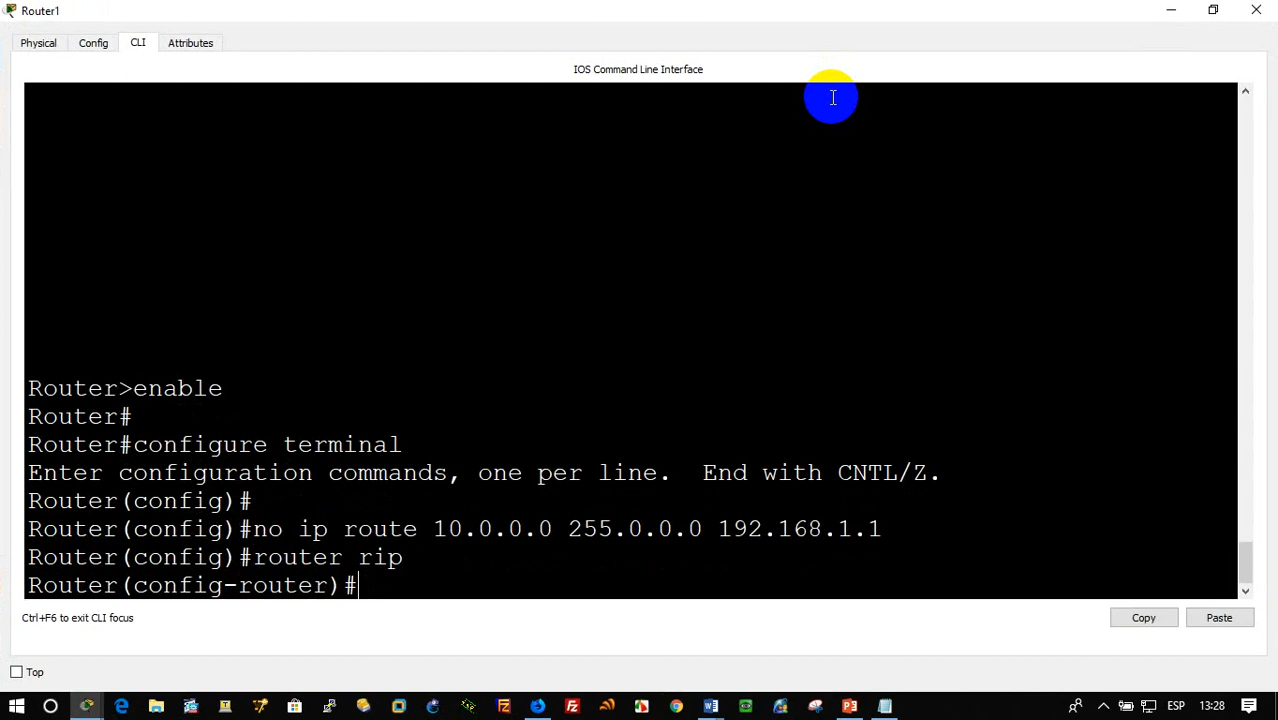 Router1
Physical Config CLI Attributes
IOS Command Line Interface
Router>enable
Router#
Router#configure terminal
Enter configuration commands, one per line.  End with CNTL/Z.
Router(config)#
Router(config)#no ip route 10.0.0.0 255.0.0.0 192.168.1.1
Router(config)#router rip
Router(config-router)#
Ctrl+F6 to exit CLI focus
Copy Paste
Top
ESP 13:28